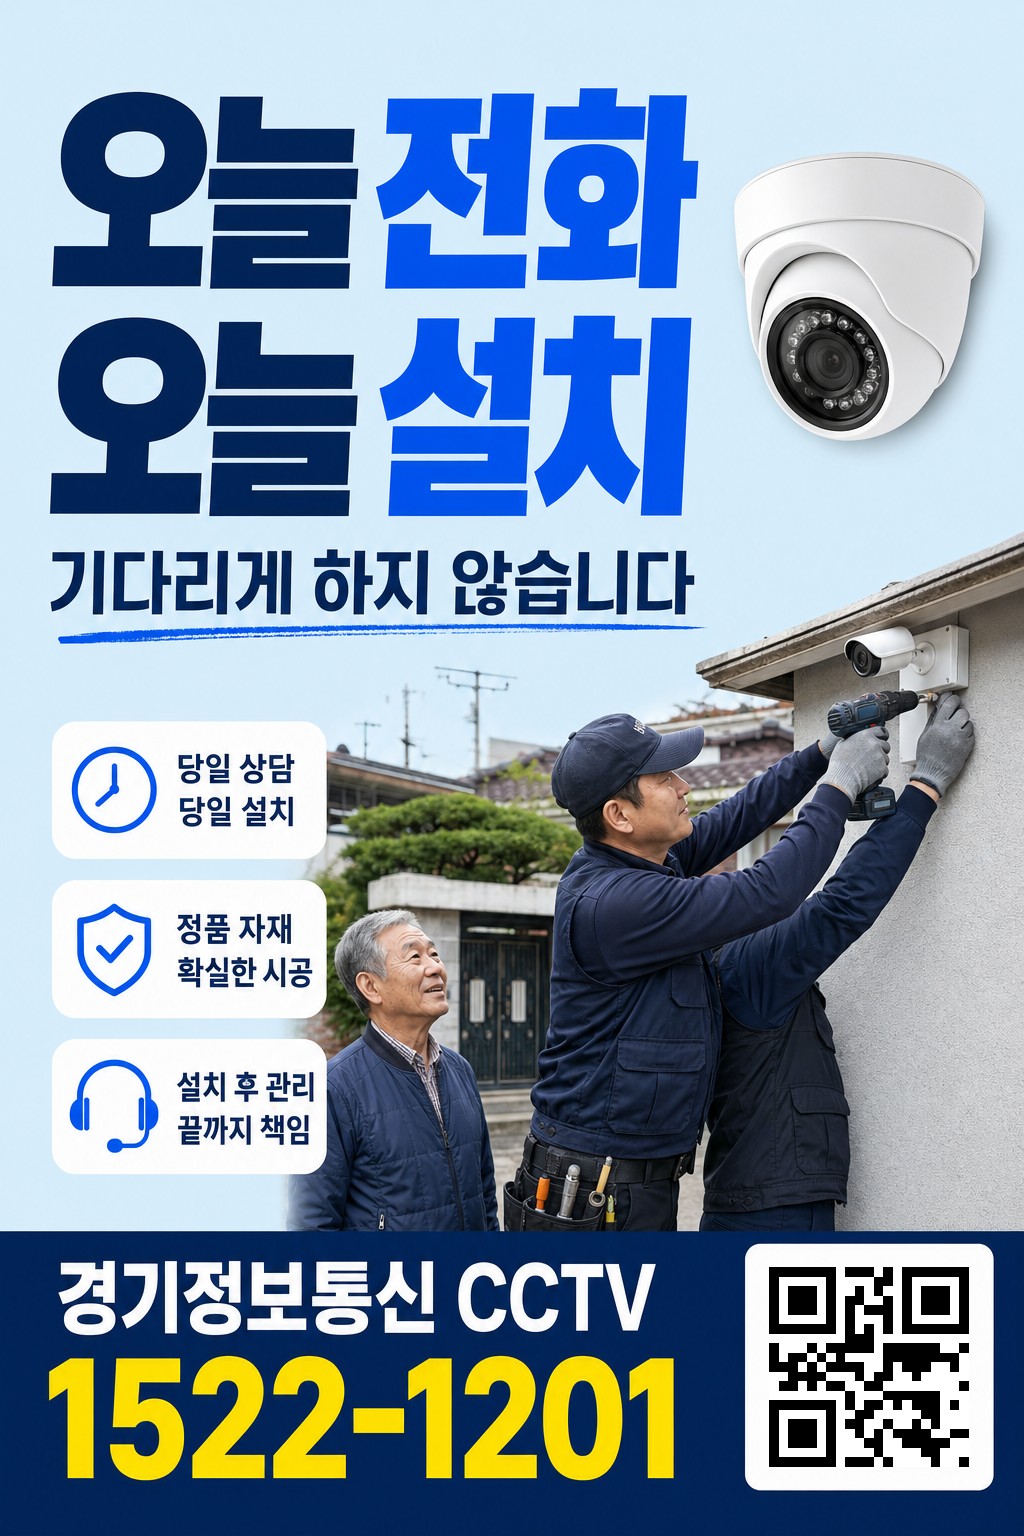 오늘 전화
오늘 설치
기다리게 하지 않습니다
당일 상담
당일 설치
정품 자재
확실한 시공
설치 후 관리
끝까지 책임
경기정보통신 CCTV
1522-1201